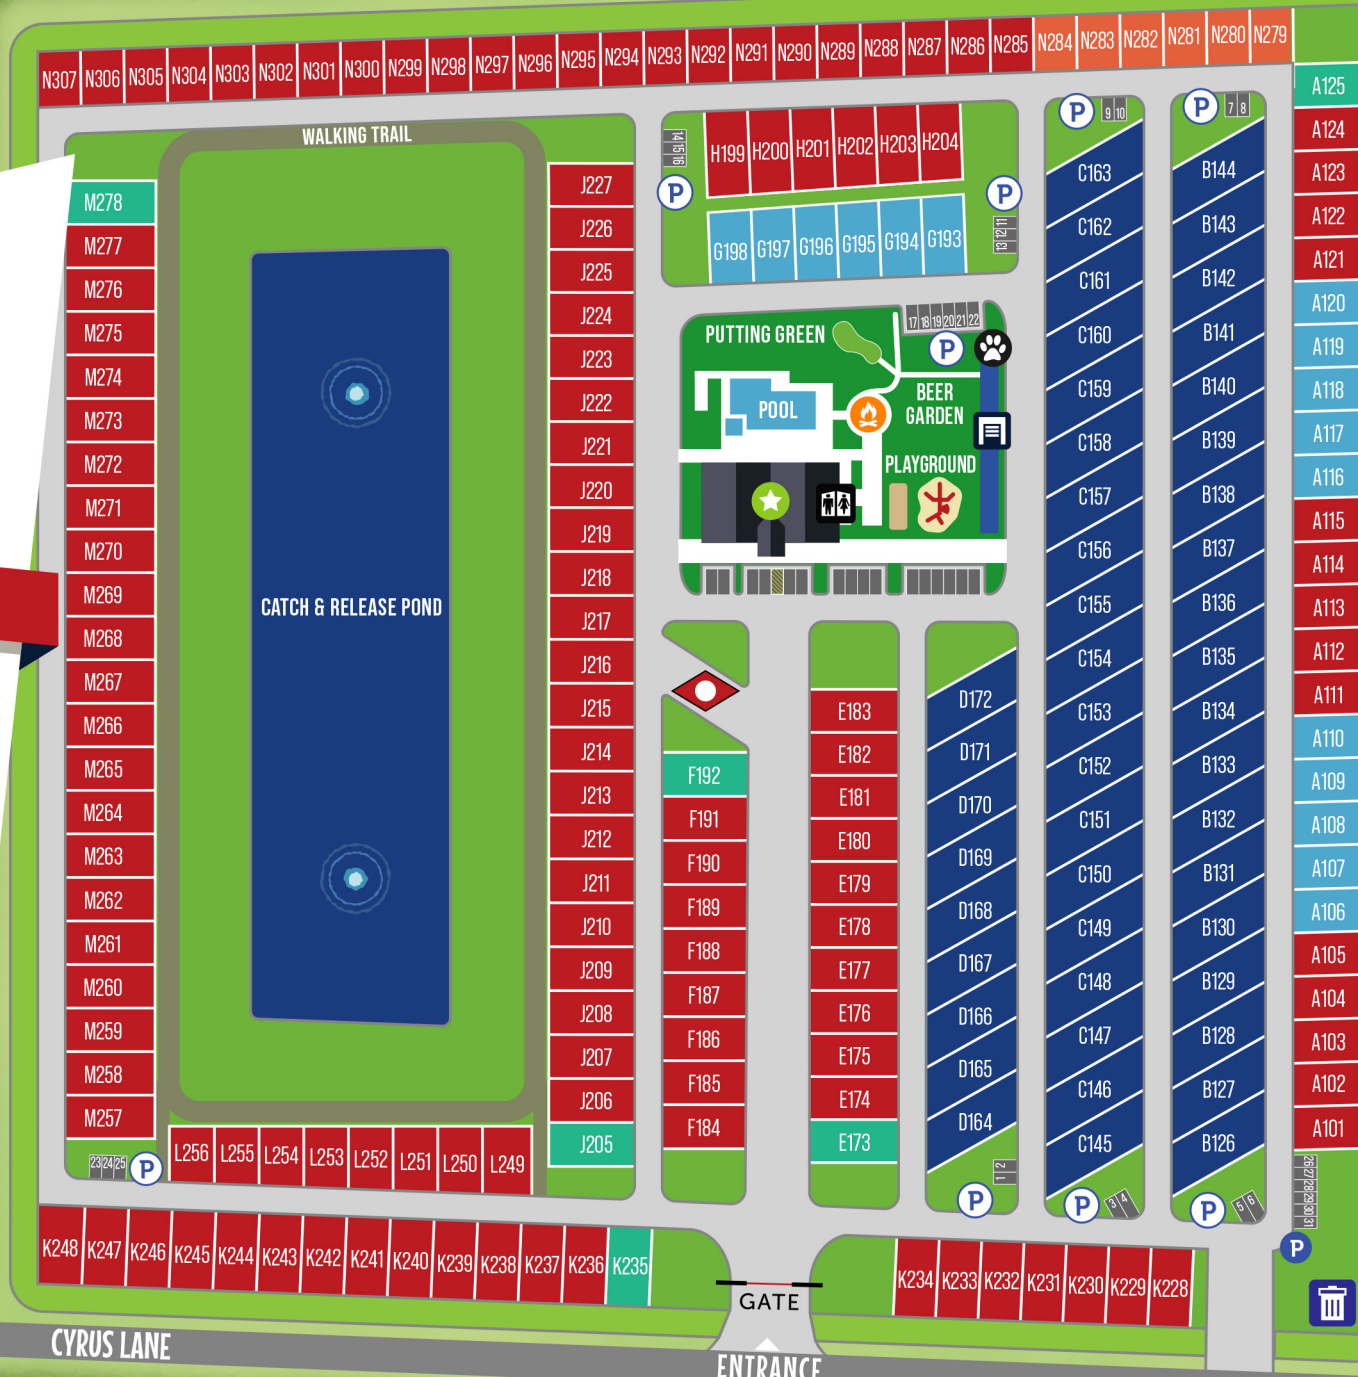 N307 N306 N305 N304 N303 N302 N301 N300 N299 N298 N297 N296 N295 N294 N293 N292 N291 N290 N289 N288 N287 N286 N285 N284 N283 N282 N281 N280 N279
WALKING TRAIL
M278
M277
M276
M275
M274
M273
M272
M271
M270
M269
M268
M267
M266
M265
M264
M263
M262
M261
M260
M259
M258
M257
23 24 25
P
CATCH & RELEASE POND
L256 L255 L254 L253 L252 L251 L250 L249
J227
J226
J225
J224
J223
J222
J221
J220
J219
J218
J217
J216
J215
J214
J213
J212
J211
J210
J209
J208
J207
J206
J205
14 15 16
P
H199 H200 H201 H202 H203 H204
G198 G197 G196 G195 G194 G193
P
13 12 11
PUTTING GREEN
17 18 19 20 21 22
P
POOL
BEER
GARDEN
PLAYGROUND
F192
F191
F190
F189
F188
F187
F186
F185
F184
E183
E182
E181
E180
E179
E178
E177
E176
E175
E174
E173
D172
D171
D170
D169
D168
D167
D166
D165
D164
1 2
P
P
9 10
C163
C162
C161
C160
C159
C158
C157
C156
C155
C154
C153
C152
C151
C150
C149
C148
C147
C146
C145
P
3 4
P
7 8
B144
B143
B142
B141
B140
B139
B138
B137
B136
B135
B134
B133
B132
B131
B130
B129
B128
B127
B126
P
5 6
A125
A124
A123
A122
A121
A120
A119
A118
A117
A116
A115
A114
A113
A112
A111
A110
A109
A108
A107
A106
A105
A104
A103
A102
A101
26 27 28 29 30 31
P
K248 K247 K246 K245 K244 K243 K242 K241 K240 K239 K238 K237 K236 K235
K234 K233 K232 K231 K230 K229 K228
GATE
CYRUS LANE
ENTRANCE